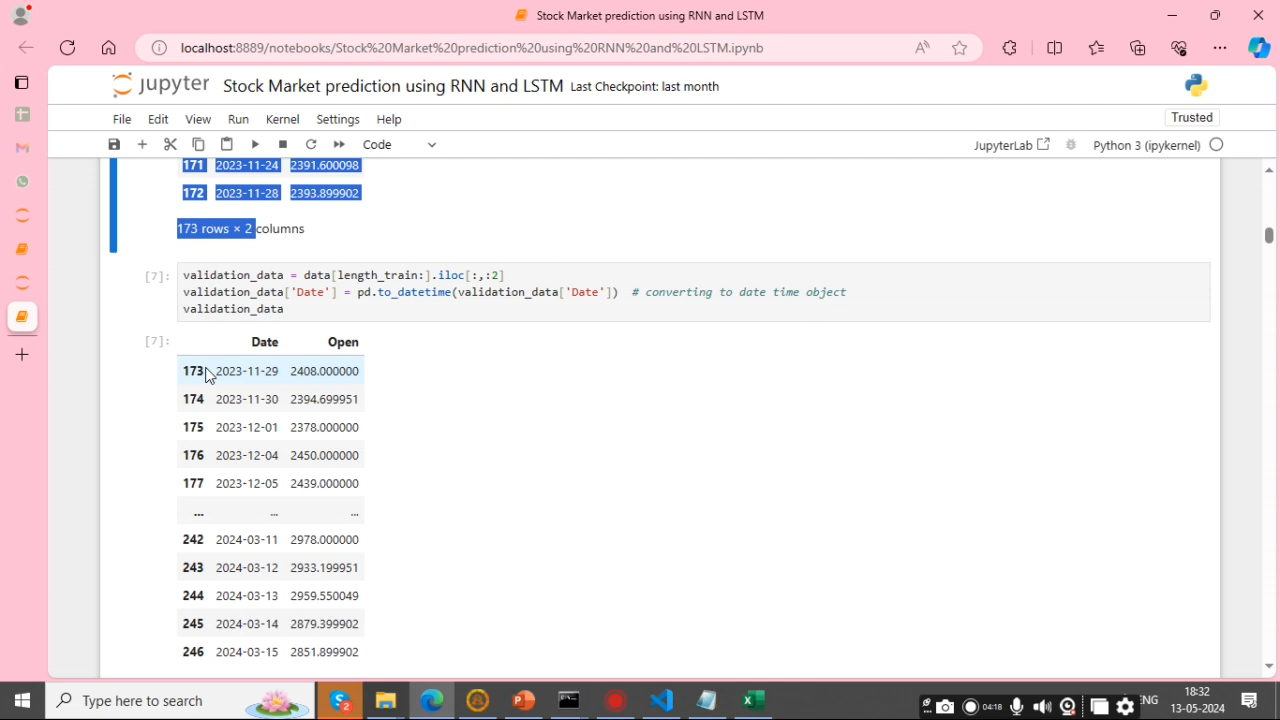 Stock Market prediction using RNN and LSTM
localhost:8889/notebooks/Stock%20Market%20prediction%20using%20RNN%20and%20LSTM.ipynb
jupyter Stock Market prediction using RNN and LSTM Last Checkpoint: last month
File Edit View Run Kernel Settings Help
Trusted
Code
JupyterLab Python 3 (ipykernel)
171 2023-11-24 2391.600098
172 2023-11-28 2393.899902
173 rows × 2 columns
[7]: validation_data = data[length_train:].iloc[:,:2]
validation_data['Date'] = pd.to_datetime(validation_data['Date']) # converting to date time object
validation_data
[7]: Date Open
173 2023-11-29 2408.000000
174 2023-11-30 2394.699951
175 2023-12-01 2378.000000
176 2023-12-04 2450.000000
177 2023-12-05 2439.000000
... ... ...
242 2024-03-11 2978.000000
243 2024-03-12 2933.199951
244 2024-03-13 2959.550049
245 2024-03-14 2879.399902
246 2024-03-15 2851.899902
Type here to search
04:18
ENG
18:32
13-05-2024